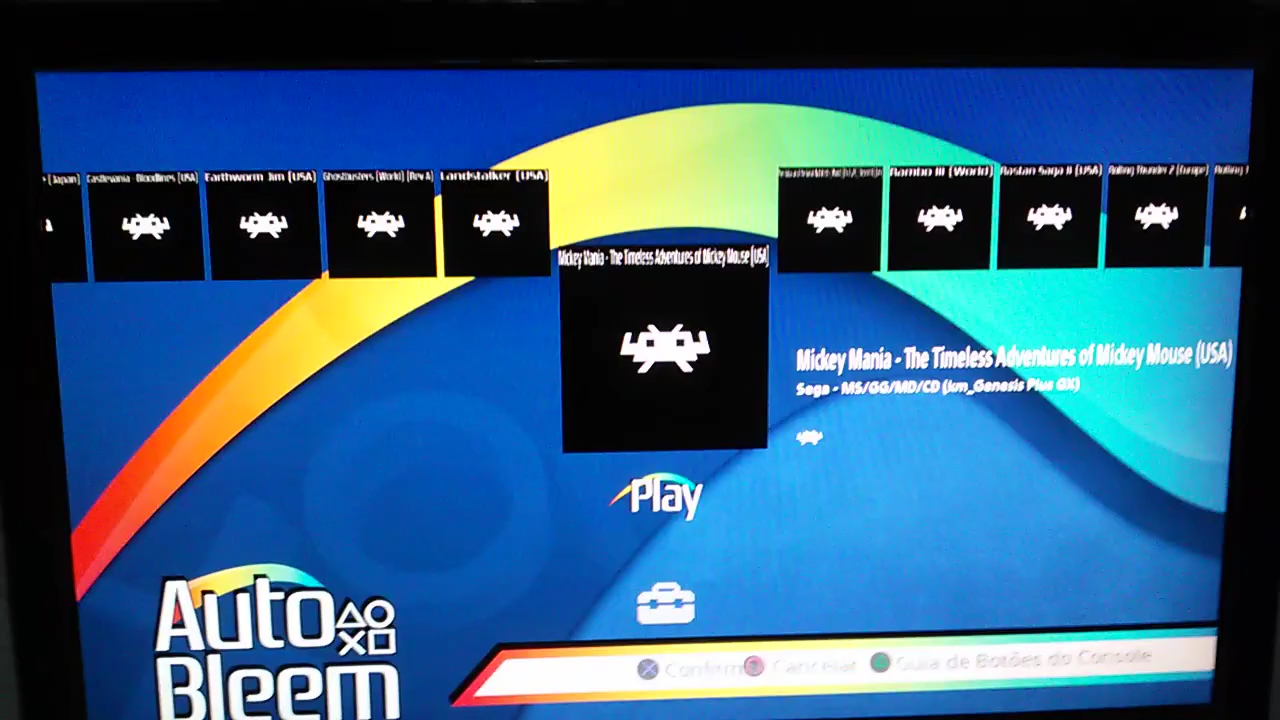 (Japan)
Castlevania - Bloodlines (USA)
Earthworm Jim (USA)
Ghostbusters (World) (Rev A)
Landstalker (USA)
Rambo III (World)
Rastan Saga II (USA)
Rolling Thunder 2 (Europe)
Rolling
Mickey Mania - The Timeless Adventures of Mickey Mouse (USA)
Mickey Mania - The Timeless Adventures of Mickey Mouse (USA)
Sega - MS/GG/MD/CD (km_Genesis Plus GX)
Play
Auto
Bleem
Confirm Cancelar Guia de Botões do Console